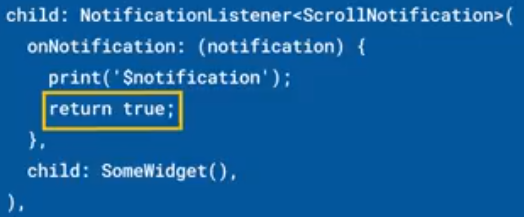 child: NotificationListener<ScrollNotification>(
onNotification: (notification) {
print('$notification');
return true;
},
child: SomeWidget(),
),